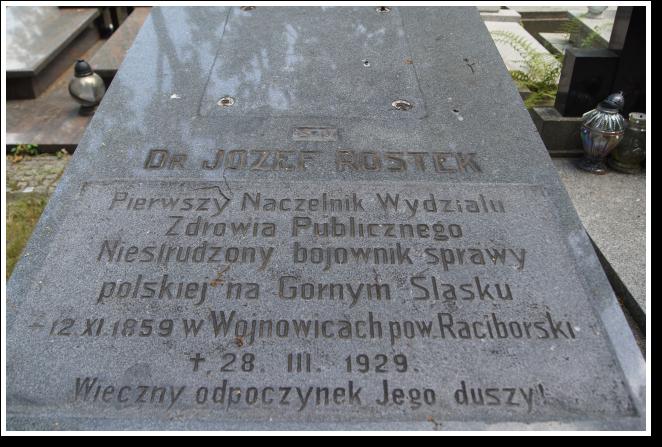 DR JÓZEF ROSTEK
Pierwszy Naczelnik Wydziału
Zdrowia Publicznego
Niestrudzony bojownik sprawy
polskiej na Górnym Śląsku
* 12. XI. 1859 w Wojnowicach pow. Raciborski
†, 28. III. 1929.
Wieczny odpoczynek Jego duszy!